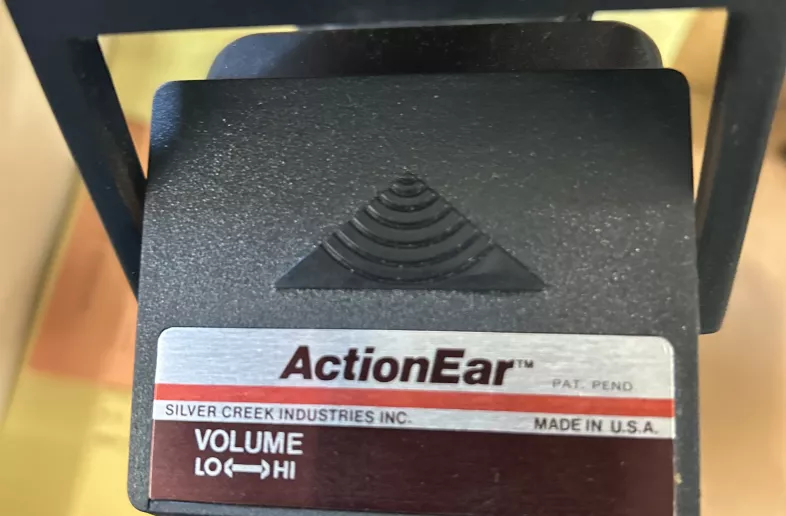 ActionEar™
PAT. PEND
SILVER CREEK INDUSTRIES INC.
MADE IN U.S.A.
VOLUME
LO⟷HI